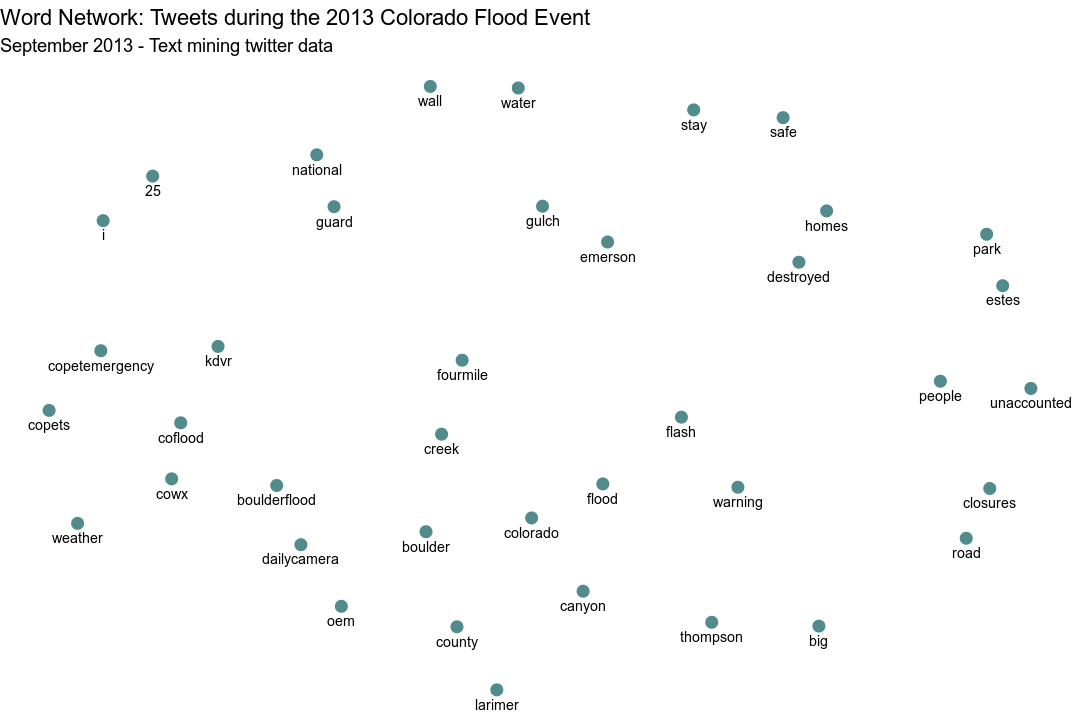 Word Network: Tweets during the 2013 Colorado Flood Event
September 2013 - Text mining twitter data
wall
water
stay
safe
national
25
guard
gulch
homes
i
park
emerson
destroyed
estes
kdvr
copetemergency
fourmile
people
unaccounted
copets
flash
coflood
creek
cowx
boulderflood
flood
warning
closures
weather
colorado
boulder
road
dailycamera
canyon
oem
thompson
big
county
larimer